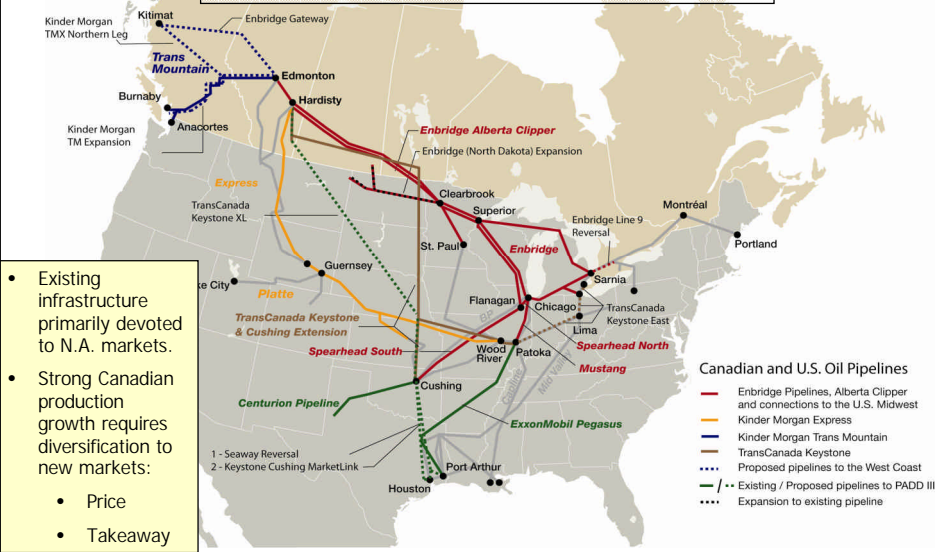 Kitimat
Kinder Morgan
TMX Northern Leg
Enbridge Gateway
Trans
Mountain
Edmonton
Burnaby
Hardisty
Anacortes
Kinder Morgan
TM Expansion
Enbridge Alberta Clipper
Enbridge (North Dakota) Expansion
Express
TransCanada
Keystone XL
Clearbrook
Superior
Montréal
Enbridge Line 9
Reversal
Portland
St. Paul
Enbridge
Guernsey
ke City
Sarnia
Platte
Flanagan
Chicago
TransCanada
Keystone East
BP
Lima
TransCanada Keystone
& Cushing Extension
Spearhead South
Wood
River
Patoka
Spearhead North
Mustang
Cushing
Capline
Mid Valley
Centurion Pipeline
ExxonMobil Pegasus
1 - Seaway Reversal
2 - Keystone Cushing MarketLink
Port Arthur
Houston
• Existing
infrastructure
primarily devoted
to N.A. markets.
• Strong Canadian
production
growth requires
diversification to
new markets:
• Price
• Takeaway
Canadian and U.S. Oil Pipelines
Enbridge Pipelines, Alberta Clipper
and connections to the U.S. Midwest
Kinder Morgan Express
Kinder Morgan Trans Mountain
TransCanada Keystone
Proposed pipelines to the West Coast
/ Existing / Proposed pipelines to PADD III
Expansion to existing pipeline